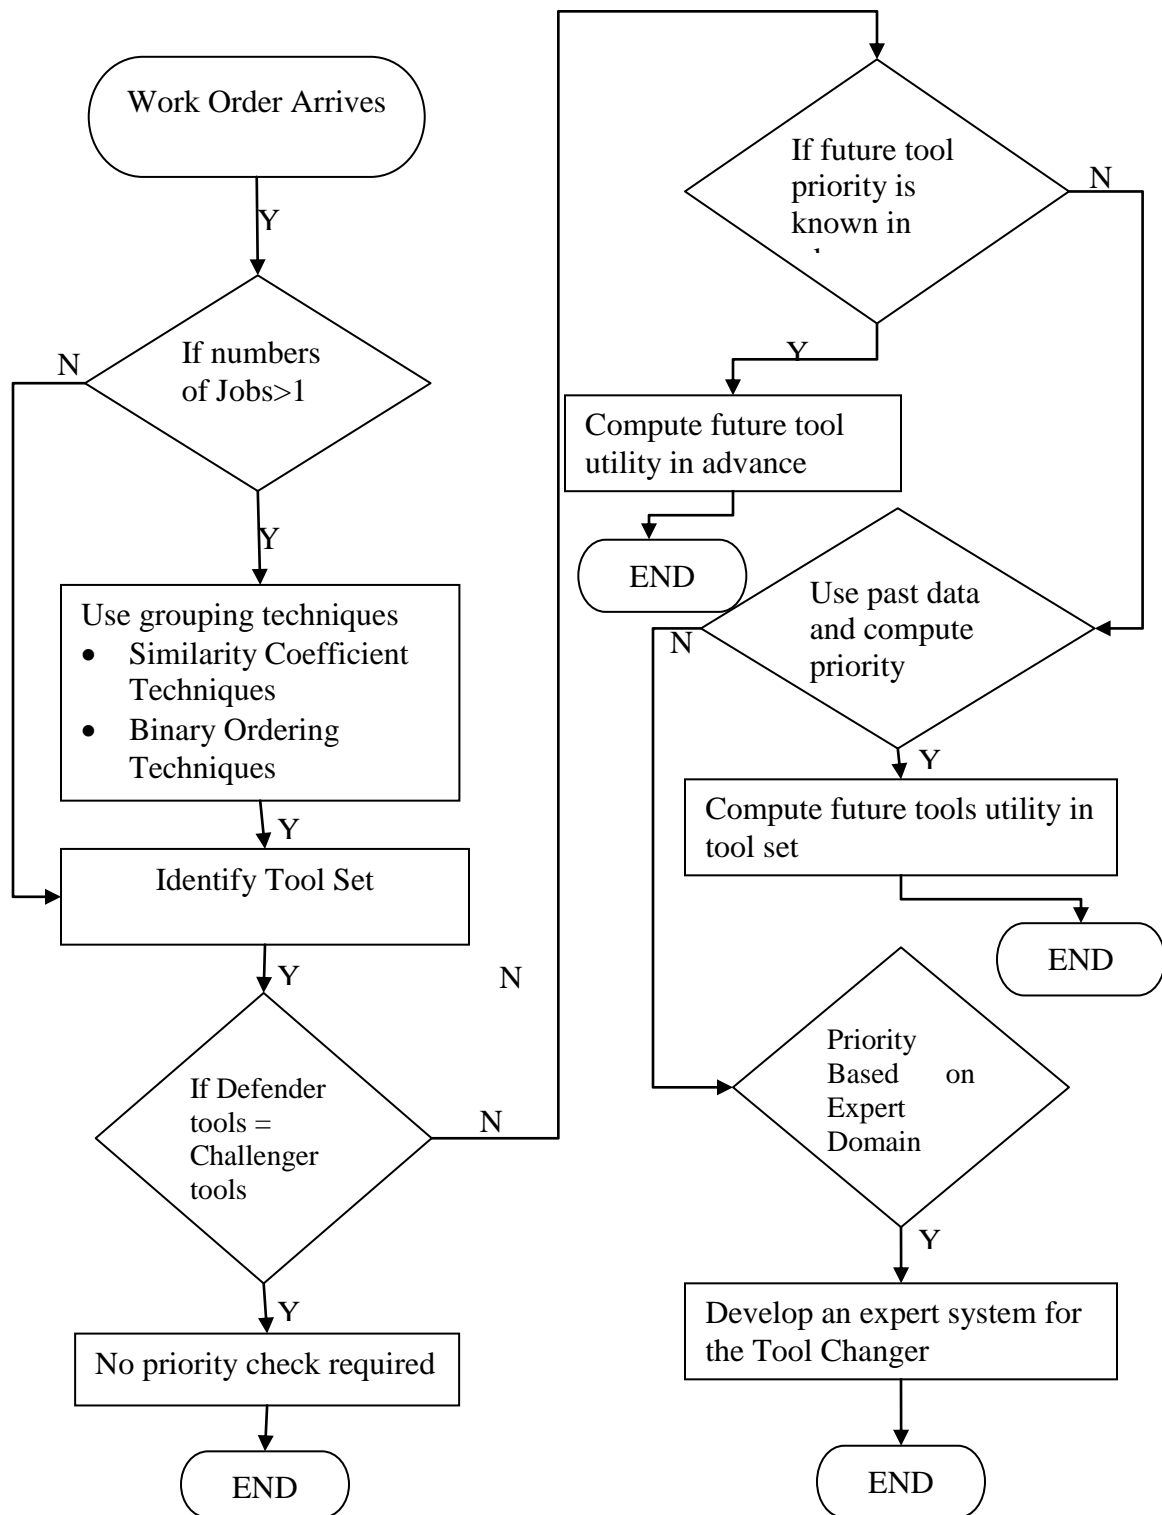 Work Order Arrives
Y
If numbers
of Jobs>1
N
Y
Use grouping techniques
• Similarity Coefficient
Techniques
• Binary Ordering
Techniques
Y
Identify Tool Set
Y
N
If Defender
tools =
Challenger
tools
N
Y
No priority check required
END
If future tool
priority is
known in
N
Y
Compute future tool
utility in advance
END
Use past data
and compute
priority
N
Y
Compute future tools utility in
tool set
END
Priority
Based on
Expert
Domain
Y
Develop an expert system for
the Tool Changer
END